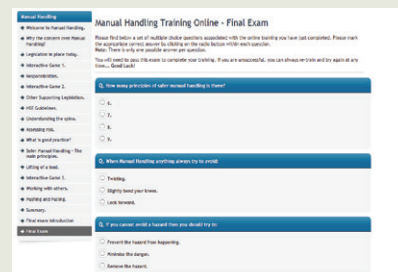 Manual Handling
Welcome to Manual Handling.
Why the concern over Manual
Handling?
Legislation in place today.
Interactive Game 1.
Responsibilities.
Interactive Game 2.
Other Supporting Legislation.
HSE Guidelines.
Understanding the spine.
Assessing risk.
What is good practice?
Safer Manual Handling - The
main principles.
Lifting of a load.
Interactive Game 3.
Working with others.
Pushing and Pulling.
Summary.
Final exam introduction
Final Exam
Manual Handling Training Online - Final Exam
Please find below a set of multiple choice questions associated with the online training you have just completed. Please mark
the appropriate correct answer by clicking on the radio button within each question.
Note: There is only one possible answer per question.
You will need to pass this exam to complete your training. If you are unsuccessful, you can always re-train and try again at any
time... Good Luck!
Q. How many principles of safer manual handling is there?
6.
7.
8.
9.
Q. When Manual Handling anything always try to avoid:
Twisting.
Slightly bend your knees.
Look forward.
Q. If you cannot avoid a hazard then you should try to:
Prevent the hazard from happening.
Minimise the danger.
Remove the hazard.